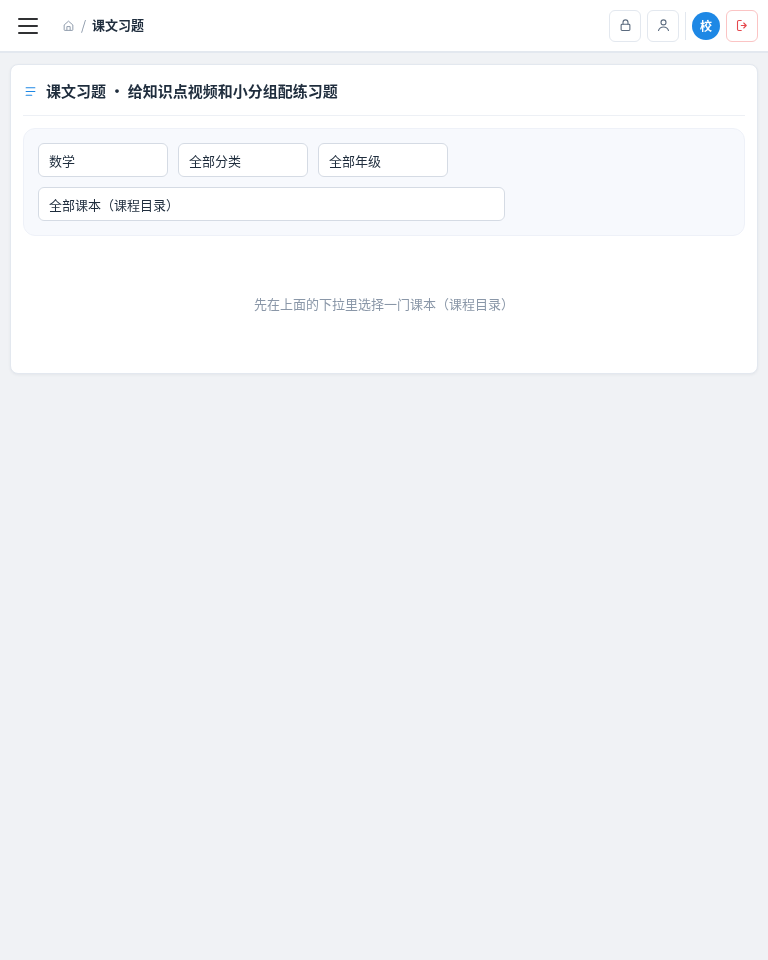 / 课文习题
校
课文习题 · 给知识点视频和小分组配练习题
数学
全部分类
全部年级
全部课本（课程目录）
先在上面的下拉里选择一门课本（课程目录）